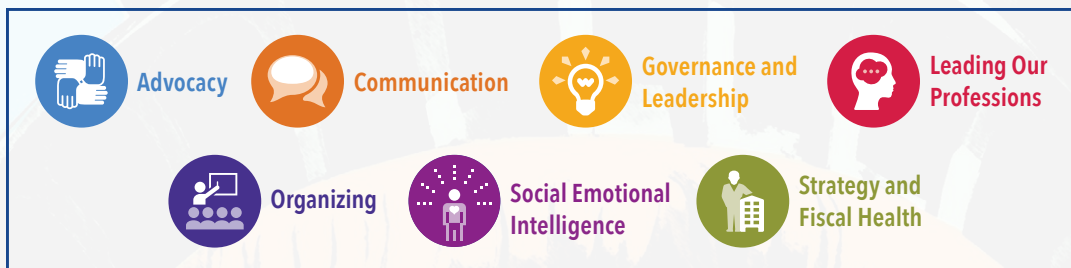 Advocacy
Communication
Governance and
Leadership
Leading Our
Professions
Organizing
Social Emotional
Intelligence
Strategy and
Fiscal Health